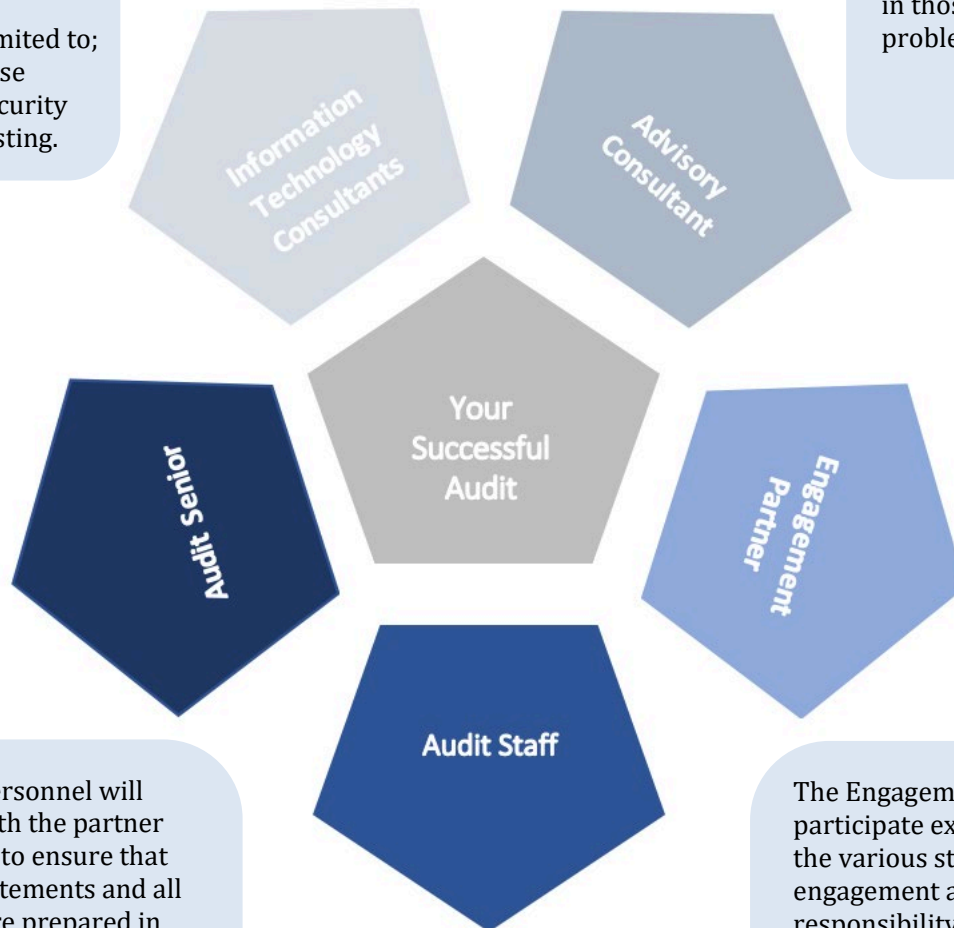 mited to;
se
curity
sting.
in thos
proble
Information
Technology
Consultants
Advisory
Consultant
Your
Successful
Audit
Audit Senior
Engagement
Partner
Audit Staff
ersonnel will
th the partner
to ensure that
tements and all
re prepared in
The Engagem
participate ex
the various st
engagement a
responsibility